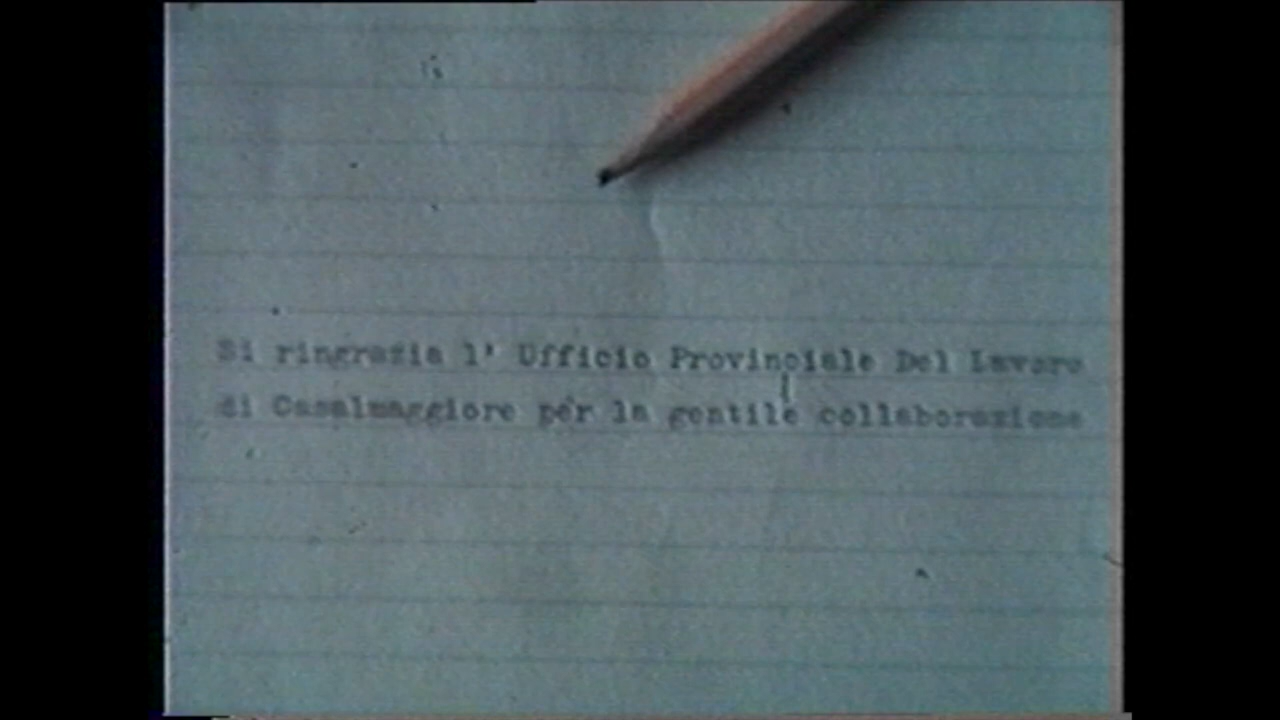 Si ringrazia l' Ufficio Provinciale Del Lavoro
di Casalmaggiore per la gentile collaborazione